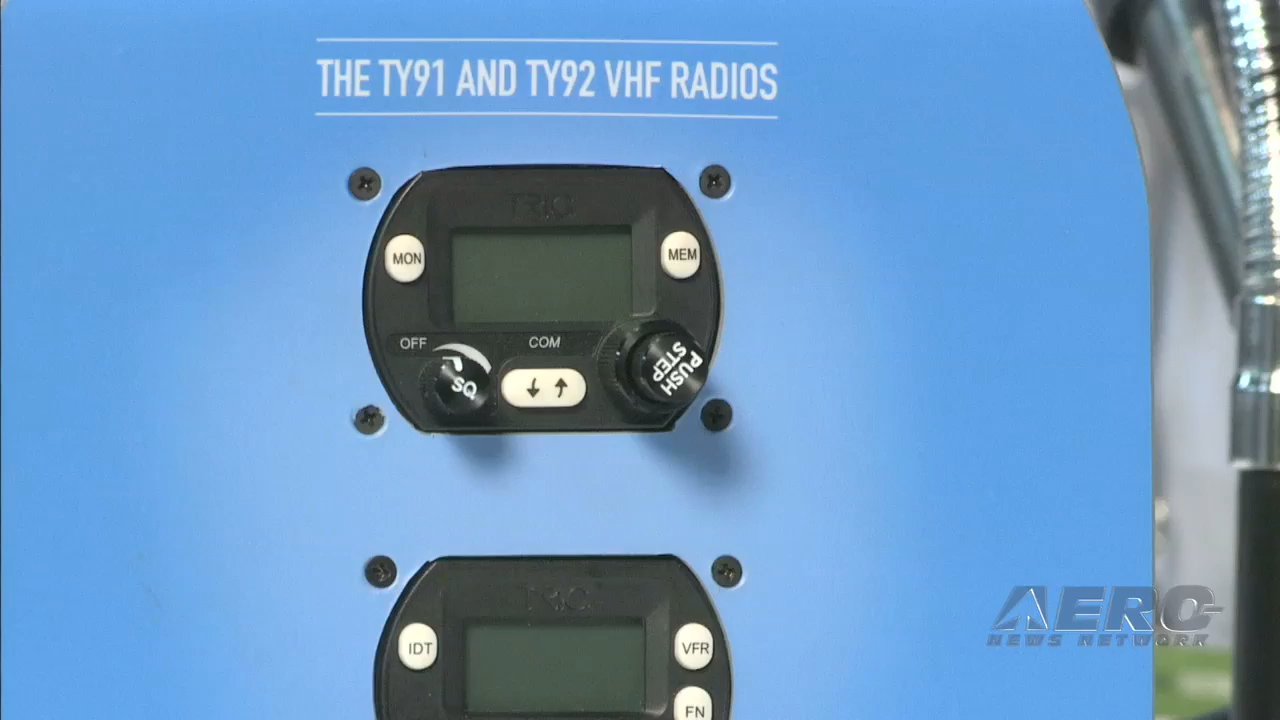 THE TY91 AND TY92 VHF RADIOS
TRIG
MON
MEM
OFF
COM
SQ
PUSH
STEP
TRIG
IDT
VFR
FN
AERO
NEWS NETWORK